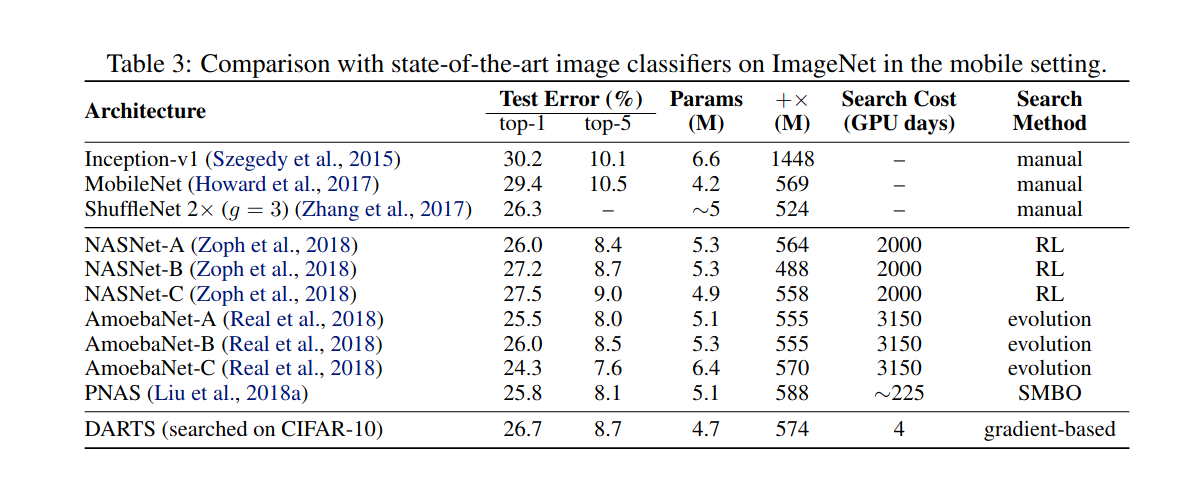 Table 3: Comparison with state-of-the-art image classifiers on ImageNet in the mobile setting.
Architecture Test Error (%) Params +× Search Cost Search
top-1 top-5 (M) (M) (GPU days) Method
Inception-v1 (Szegedy et al., 2015) 30.2 10.1 6.6 1448 – manual
MobileNet (Howard et al., 2017) 29.4 10.5 4.2 569 – manual
ShuffleNet 2× (g = 3) (Zhang et al., 2017) 26.3 – ∼5 524 – manual
NASNet-A (Zoph et al., 2018) 26.0 8.4 5.3 564 2000 RL
NASNet-B (Zoph et al., 2018) 27.2 8.7 5.3 488 2000 RL
NASNet-C (Zoph et al., 2018) 27.5 9.0 4.9 558 2000 RL
AmoebaNet-A (Real et al., 2018) 25.5 8.0 5.1 555 3150 evolution
AmoebaNet-B (Real et al., 2018) 26.0 8.5 5.3 555 3150 evolution
AmoebaNet-C (Real et al., 2018) 24.3 7.6 6.4 570 3150 evolution
PNAS (Liu et al., 2018a) 25.8 8.1 5.1 588 ∼225 SMBO
DARTS (searched on CIFAR-10) 26.7 8.7 4.7 574 4 gradient-based